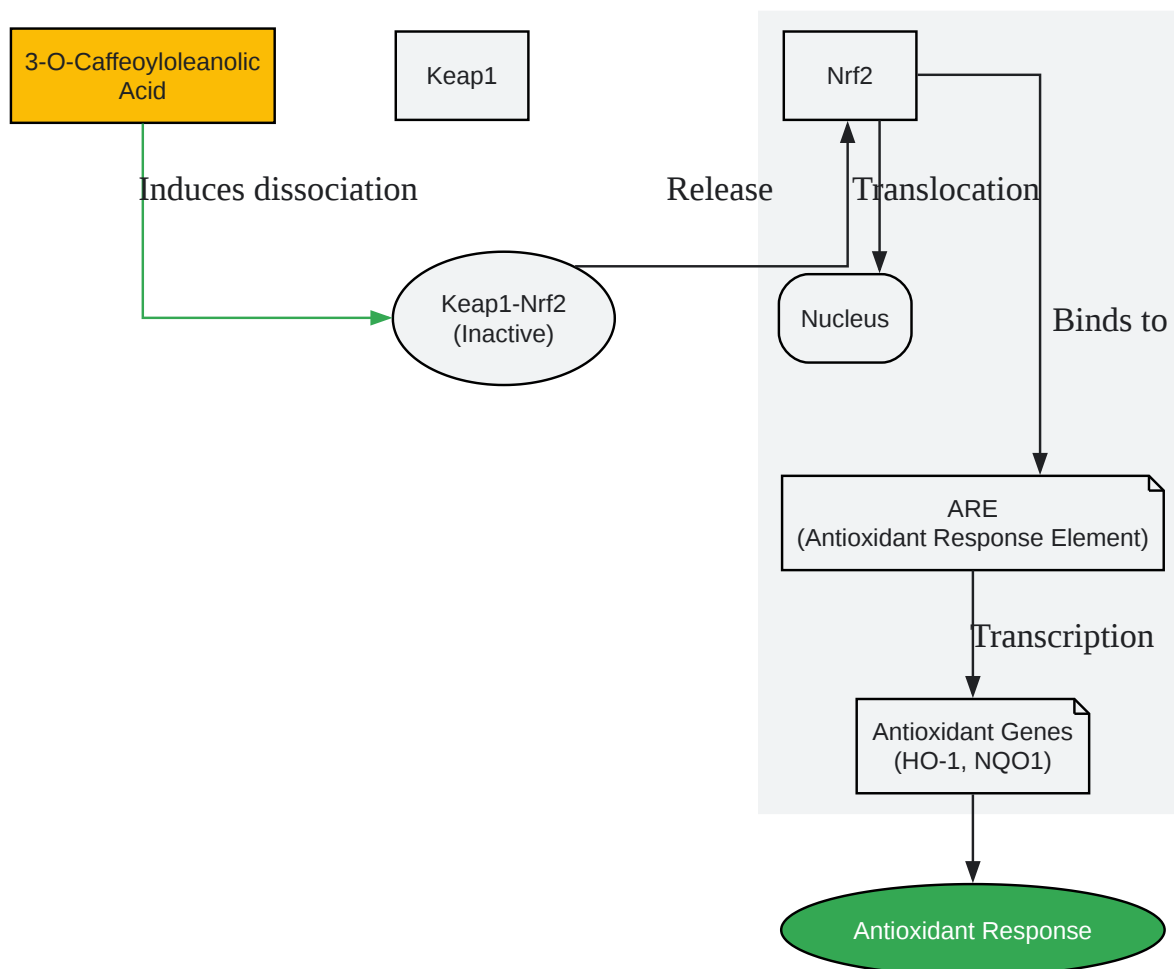 3-O-Caffeoyloleanolic
Acid
Keap1
Nrf2
Induces dissociation
Release
Translocation
Keap1-Nrf2
(Inactive)
Nucleus
Binds to
ARE
(Antioxidant Response Element)
Transcription
Antioxidant Genes
(HO-1, NQO1)
Antioxidant Response